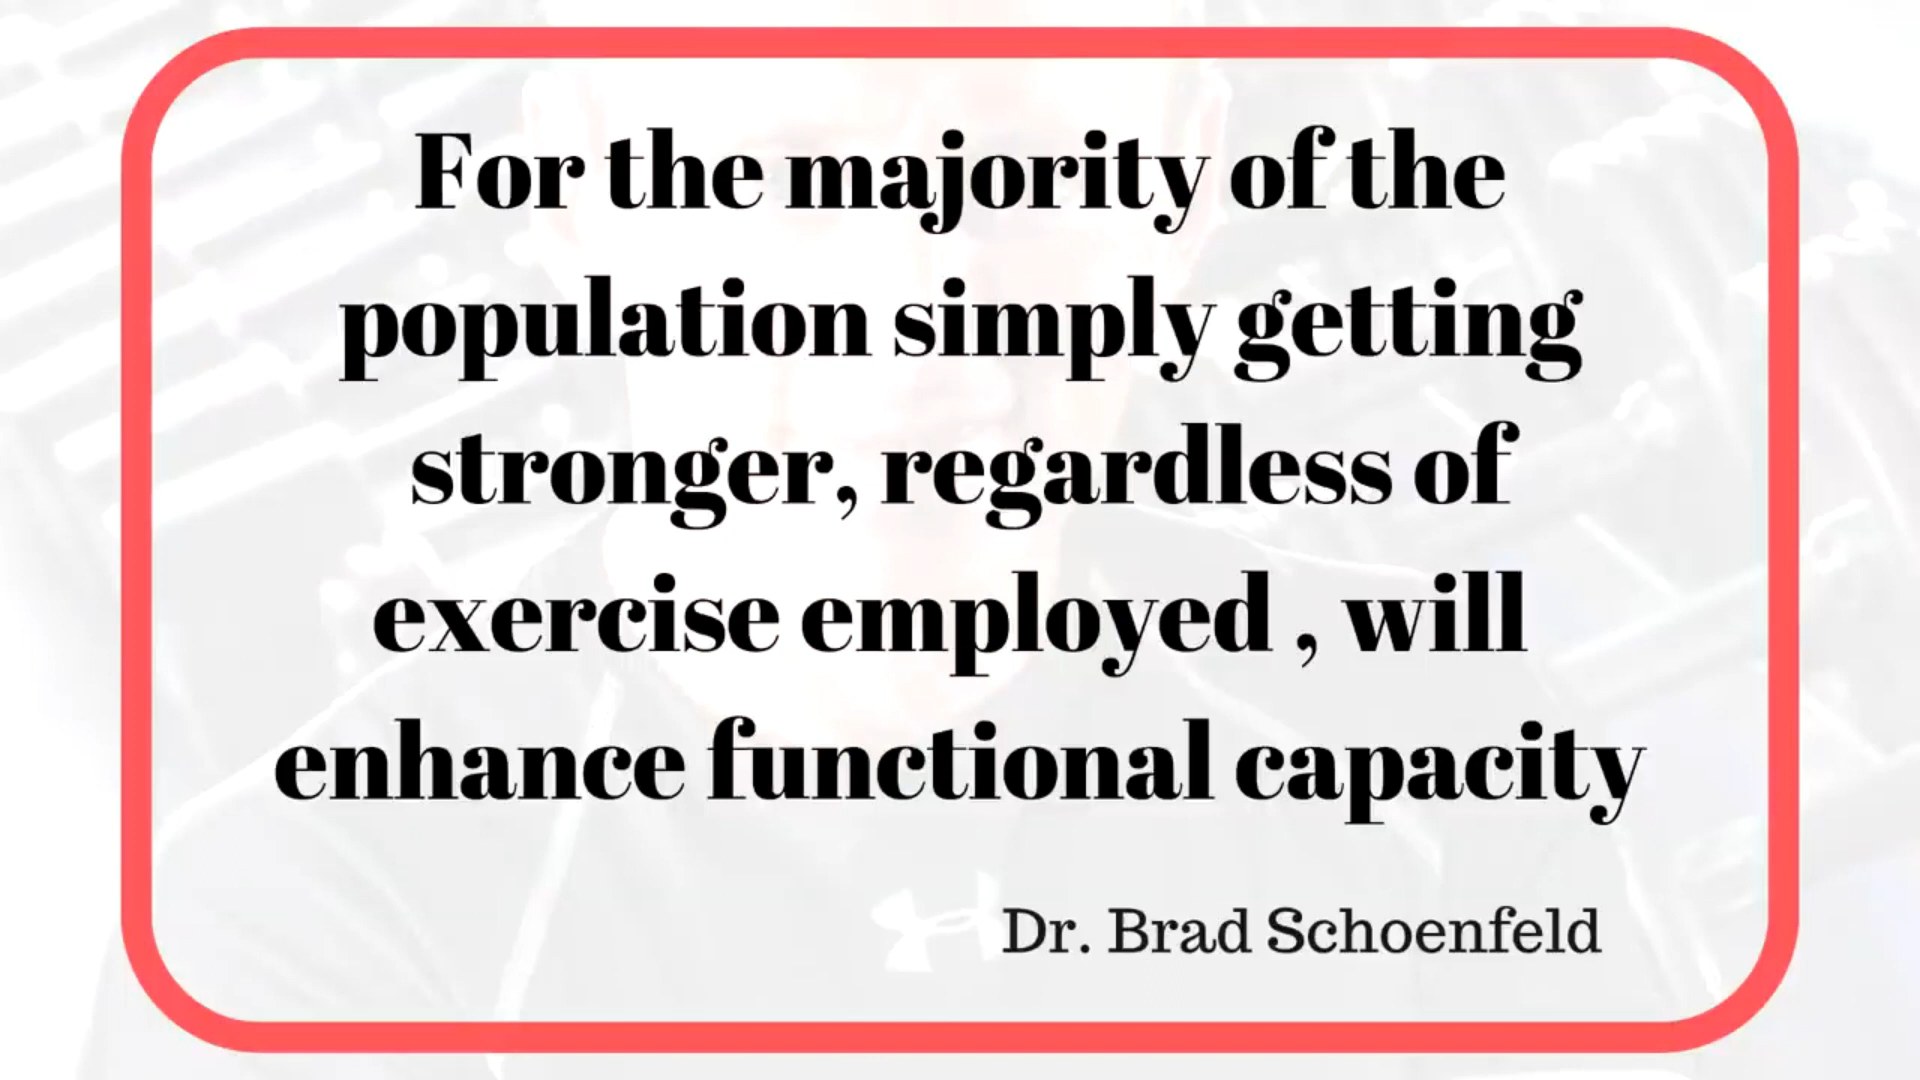 For the majority of the
population simply getting
stronger, regardless of
exercise employed , will
enhance functional capacity
Dr. Brad Schoenfeld